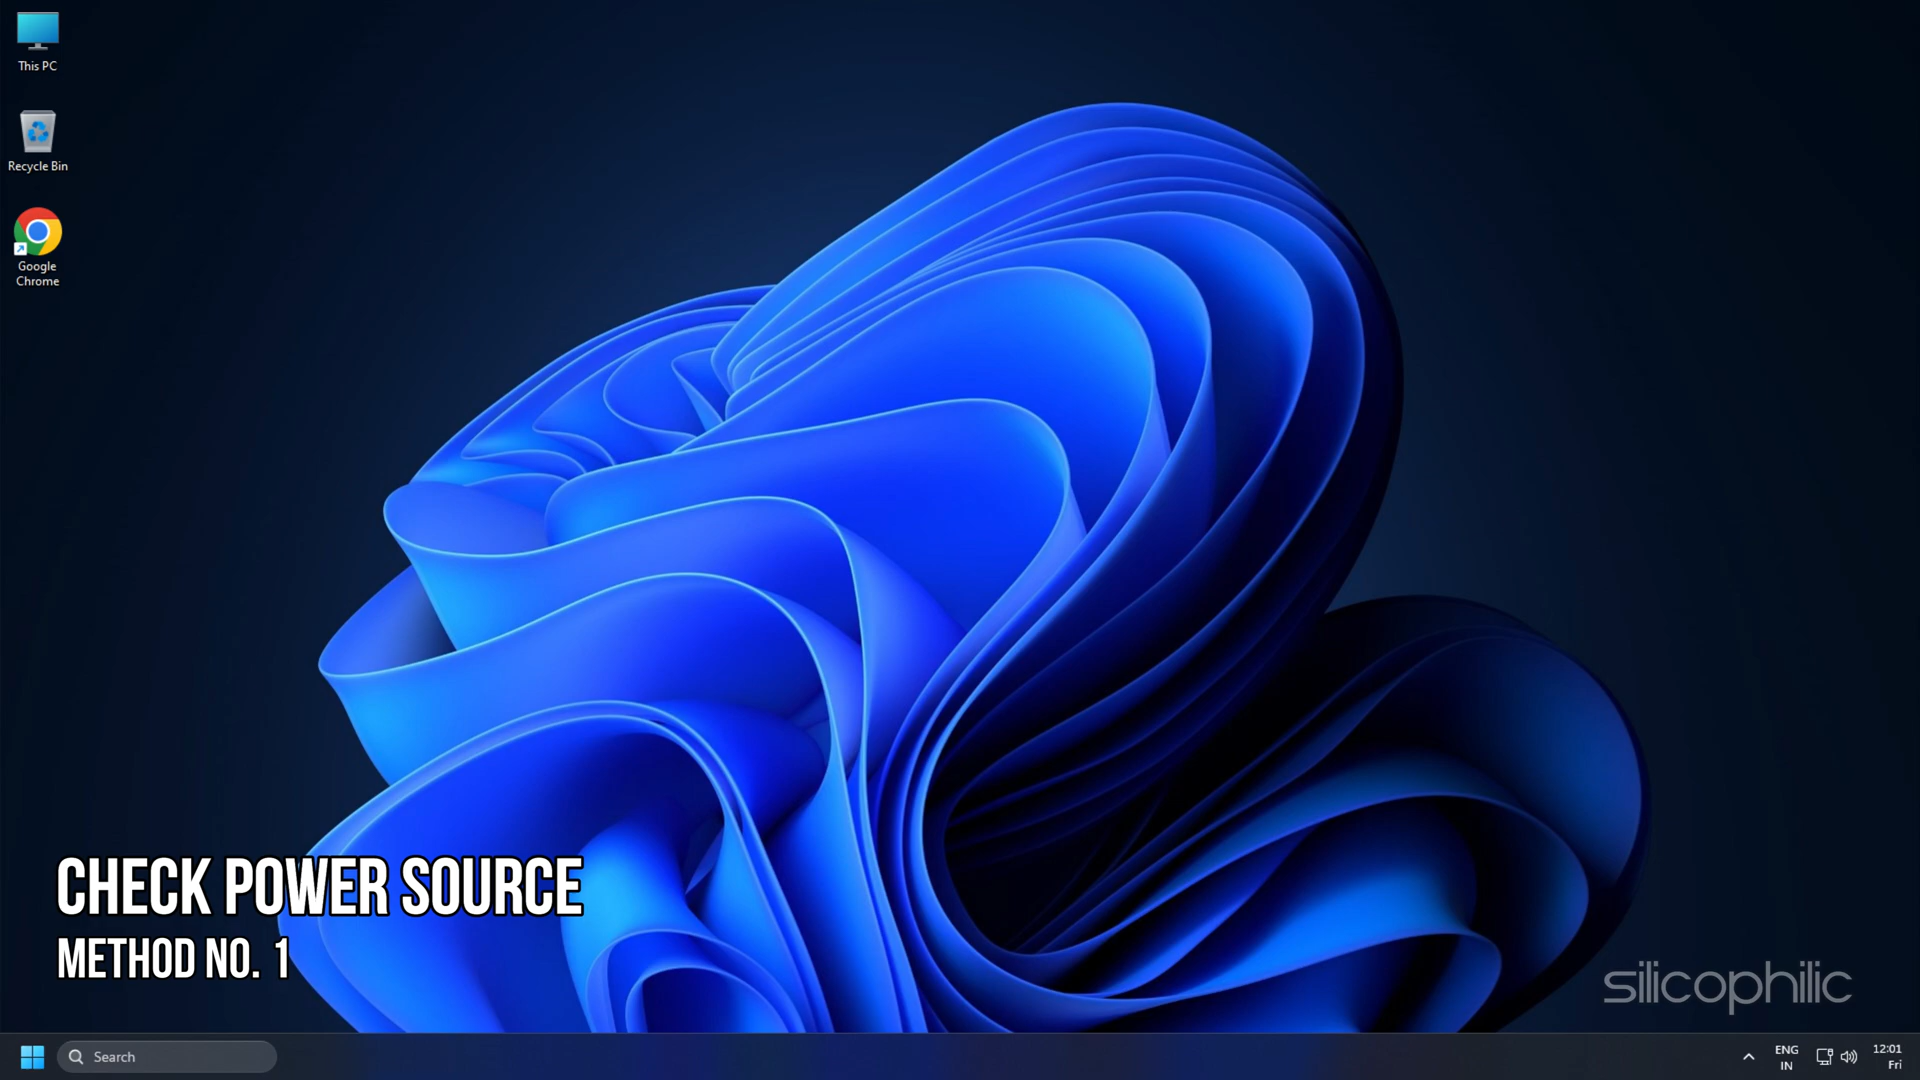 This PC
Recycle Bin
Google
Chrome
CHECK POWER SOURCE
METHOD NO. 1
silicophilic
Search
ENG
IN
12:01
Fri